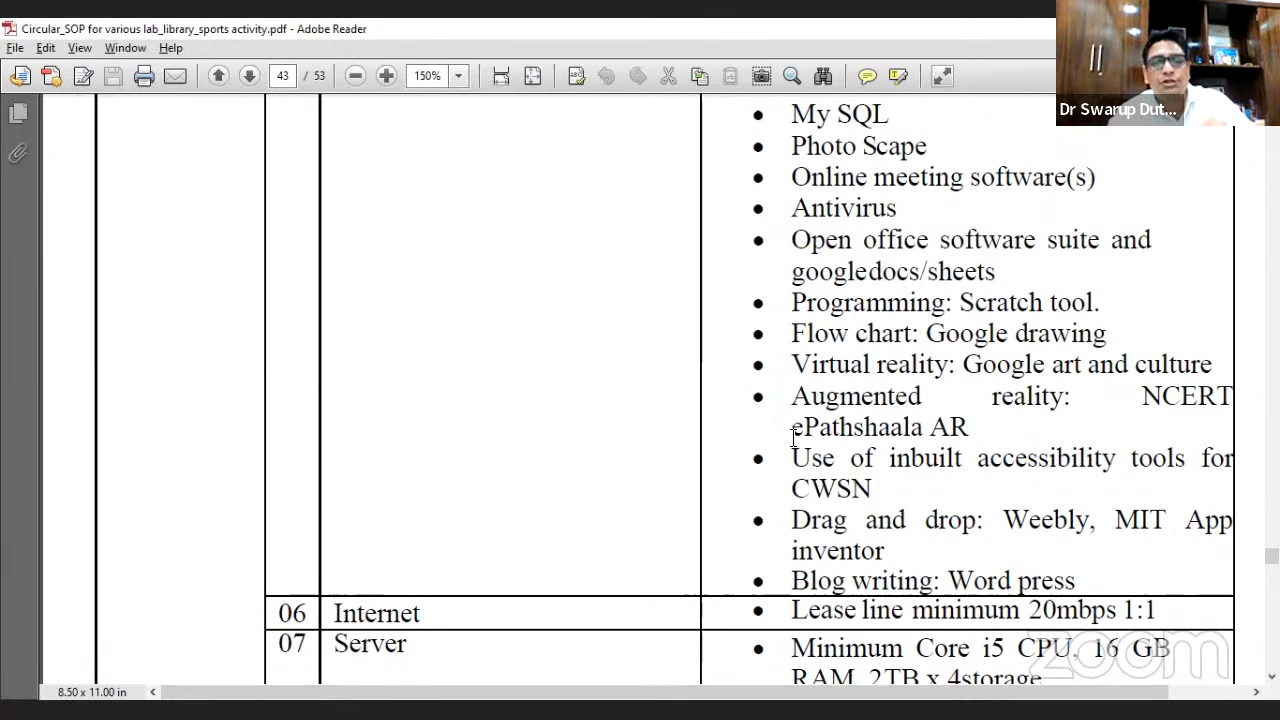 Circular_SOP for various lab_library_sports activity.pdf - Adobe Reader
File Edit View Window Help
43 / 53 150%
Dr Swarup Dut...
• My SQL
• Photo Scape
• Online meeting software(s)
• Antivirus
• Open office software suite and
googledocs/sheets
• Programming: Scratch tool.
• Flow chart: Google drawing
• Virtual reality: Google art and culture
• Augmented reality: NCERT
ePathshaala AR
• Use of inbuilt accessibility tools for
CWSN
• Drag and drop: Weebly, MIT App
inventor
• Blog writing: Word press
06 Internet • Lease line minimum 20mbps 1:1
07 Server • Minimum Core i5 CPU, 16 GB
RAM, 2TB x 4storage
zoom
8.50 x 11.00 in